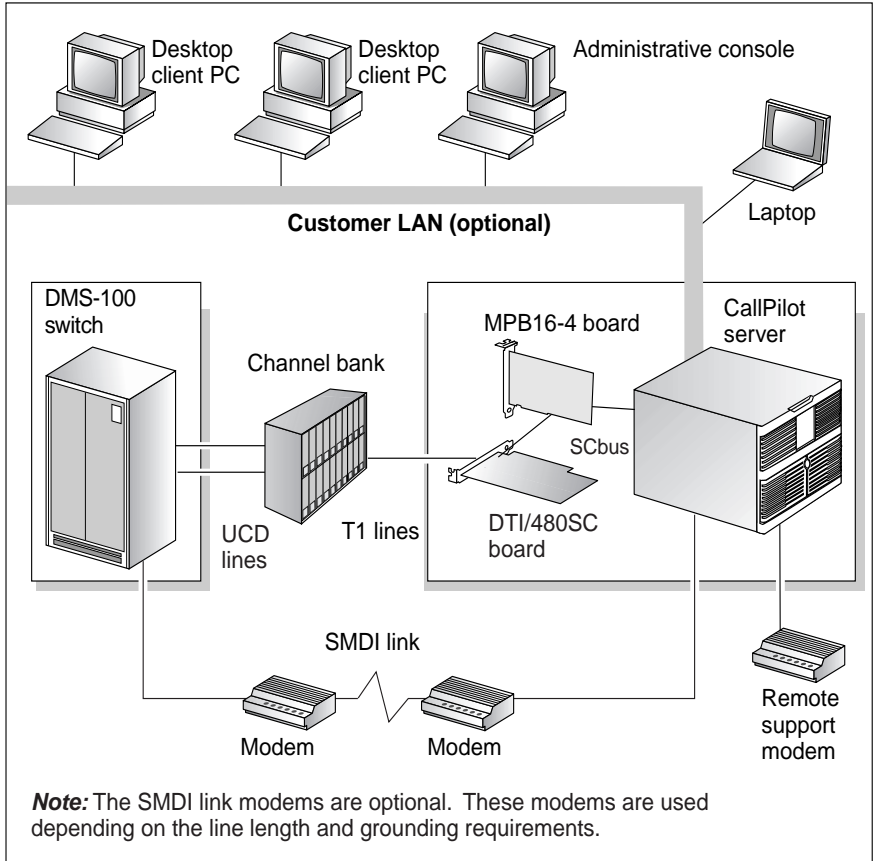 Desktop
client PC
Desktop
client PC
Administrative console
Laptop
Customer LAN (optional)
DMS-100
switch
Channel bank
MPB16-4 board
CallPilot
server
SCbus
UCD
lines
T1 lines
DTI/480SC
board
SMDI link
Modem
Modem
Remote
support
modem
Note: The SMDI link modems are optional. These modems are used
depending on the line length and grounding requirements.